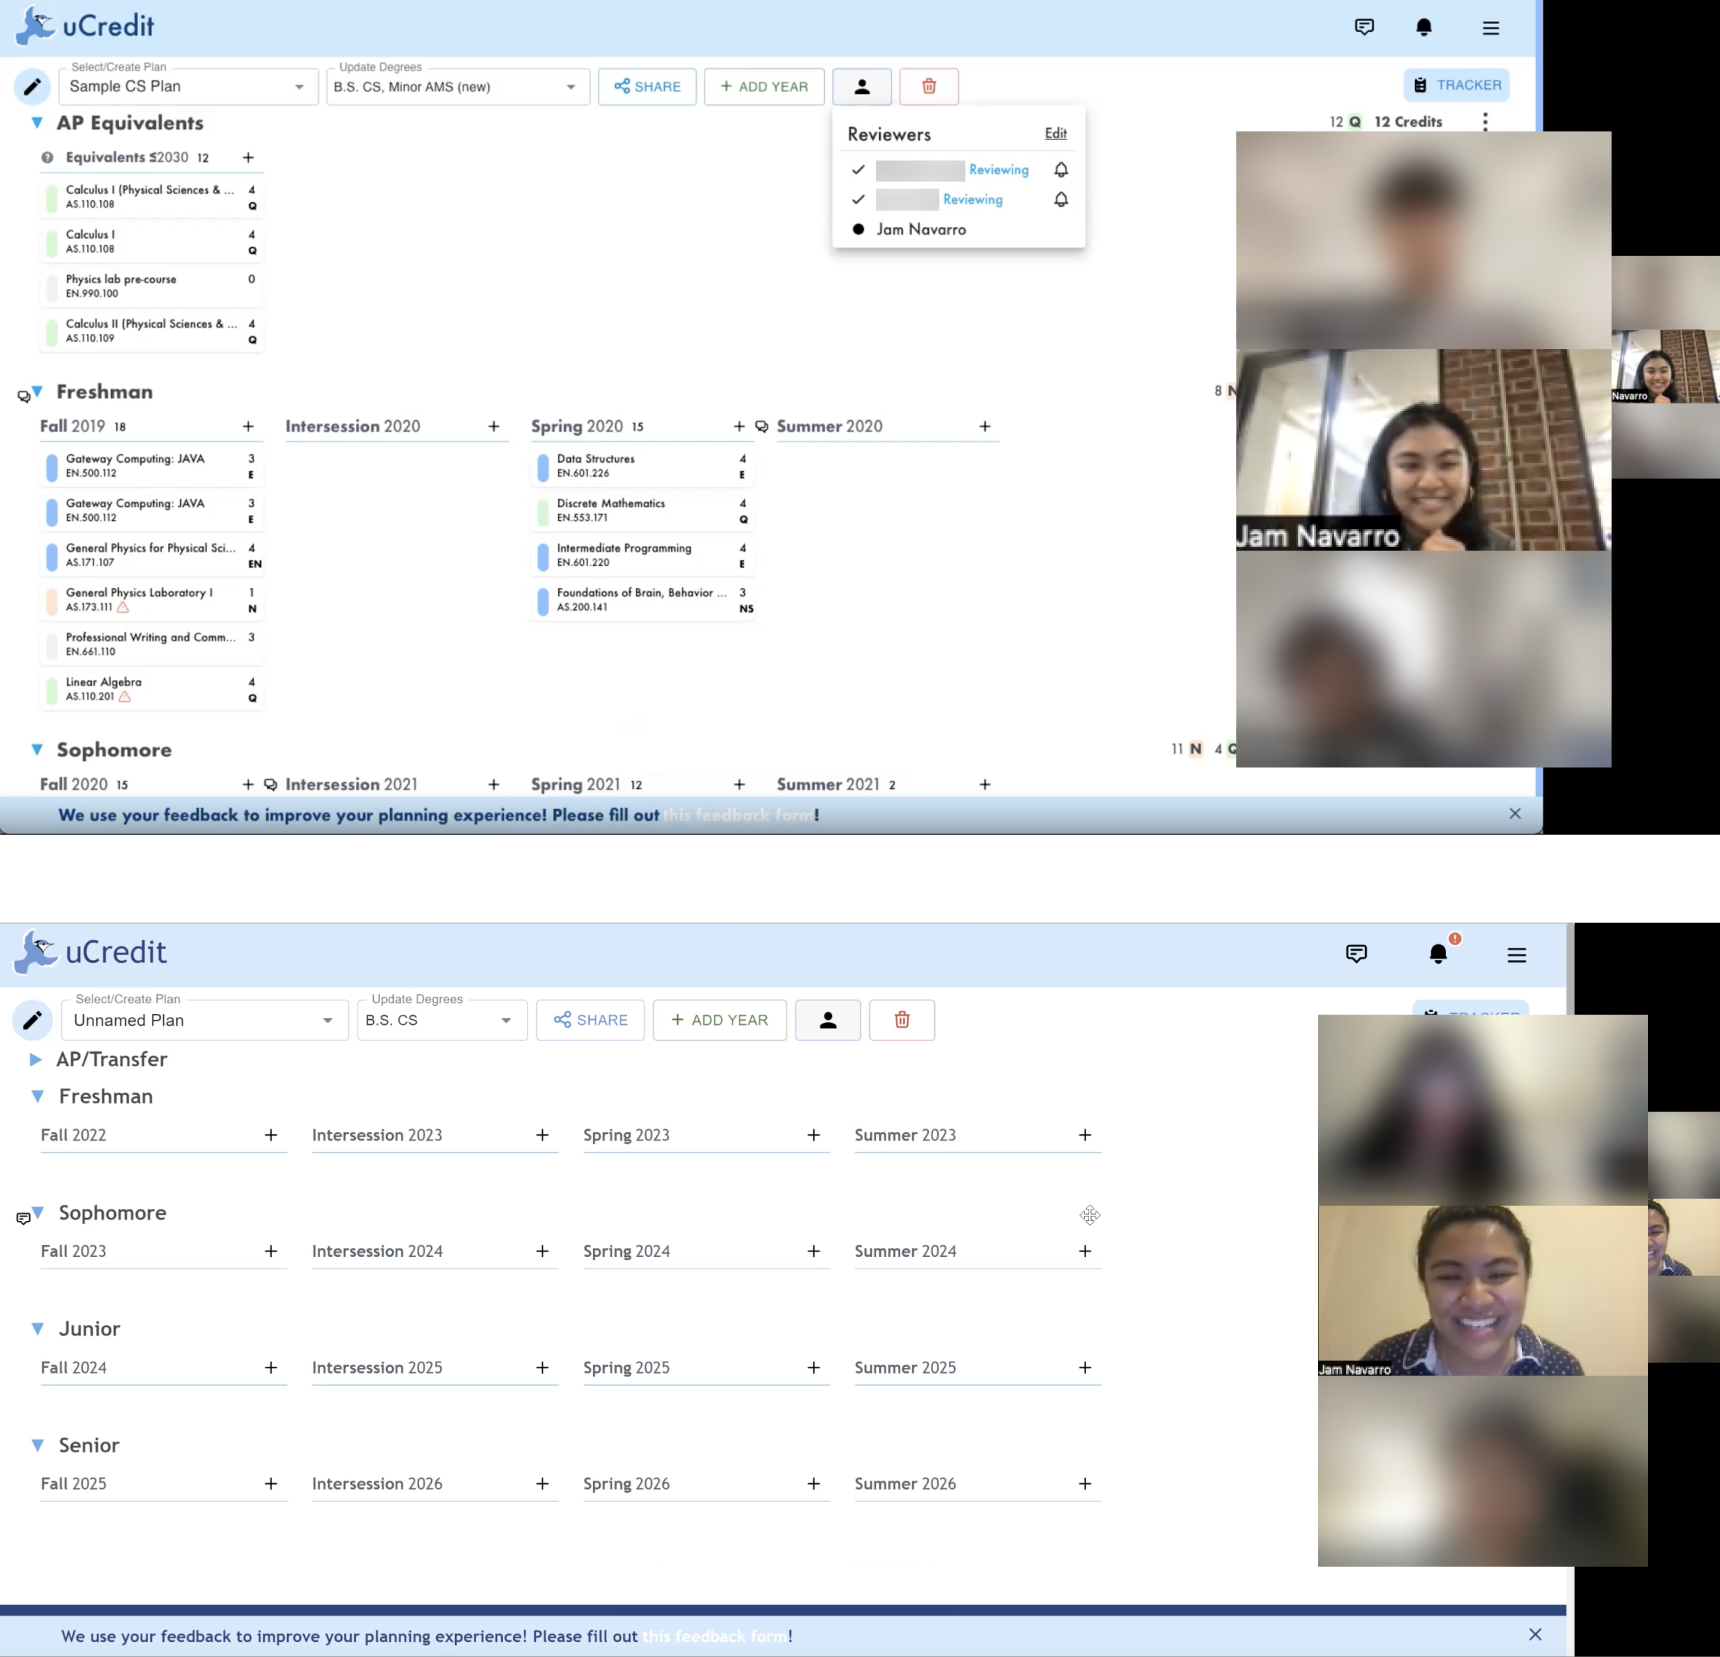 uCredit
Select/Create Plan
Sample CS Plan
Update Degrees
B.S. CS, Minor AMS (new)
SHARE
+ ADD YEAR
TRACKER
AP Equivalents
12 Q 12 Credits
Reviewers Edit
Reviewing
Reviewing
Jam Navarro
Equivalents ≤2030 12 +
Calculus I (Physical Sciences & ... 4
AS.110.108 Q
Calculus I 4
AS.110.108 Q
Physics lab pre-course 0
EN.990.100
Calculus II (Physical Sciences & ... 4
AS.110.109 Q
Freshman
8 N
Fall 2019 18 +
Intersession 2020 +
Spring 2020 15 +
Summer 2020 +
Gateway Computing: JAVA 3
EN.500.112 E
Gateway Computing: JAVA 3
EN.500.112 E
General Physics for Physical Sci... 4
AS.171.107 EN
General Physics Laboratory I 1
AS.173.111 N
Professional Writing and Comm... 3
EN.661.110
Linear Algebra 4
AS.110.201 Q
Data Structures 4
EN.601.226 E
Discrete Mathematics 4
EN.553.171 Q
Intermediate Programming 4
EN.601.220 E
Foundations of Brain, Behavior ... 3
AS.200.141 NS
Jam Navarro
Navarro
Sophomore
11 N 4 Q
Fall 2020 15 +
Intersession 2021 +
Spring 2021 12 +
Summer 2021 2 +
We use your feedback to improve your planning experience! Please fill out this feedback form!
uCredit
Select/Create Plan
Unnamed Plan
Update Degrees
B.S. CS
SHARE
+ ADD YEAR
TRACKER
AP/Transfer
Freshman
Fall 2022 +
Intersession 2023 +
Spring 2023 +
Summer 2023 +
Sophomore
Fall 2023 +
Intersession 2024 +
Spring 2024 +
Summer 2024 +
Junior
Fall 2024 +
Intersession 2025 +
Spring 2025 +
Summer 2025 +
Jam Navarro
Senior
Fall 2025 +
Intersession 2026 +
Spring 2026 +
Summer 2026 +
We use your feedback to improve your planning experience! Please fill out this feedback form!